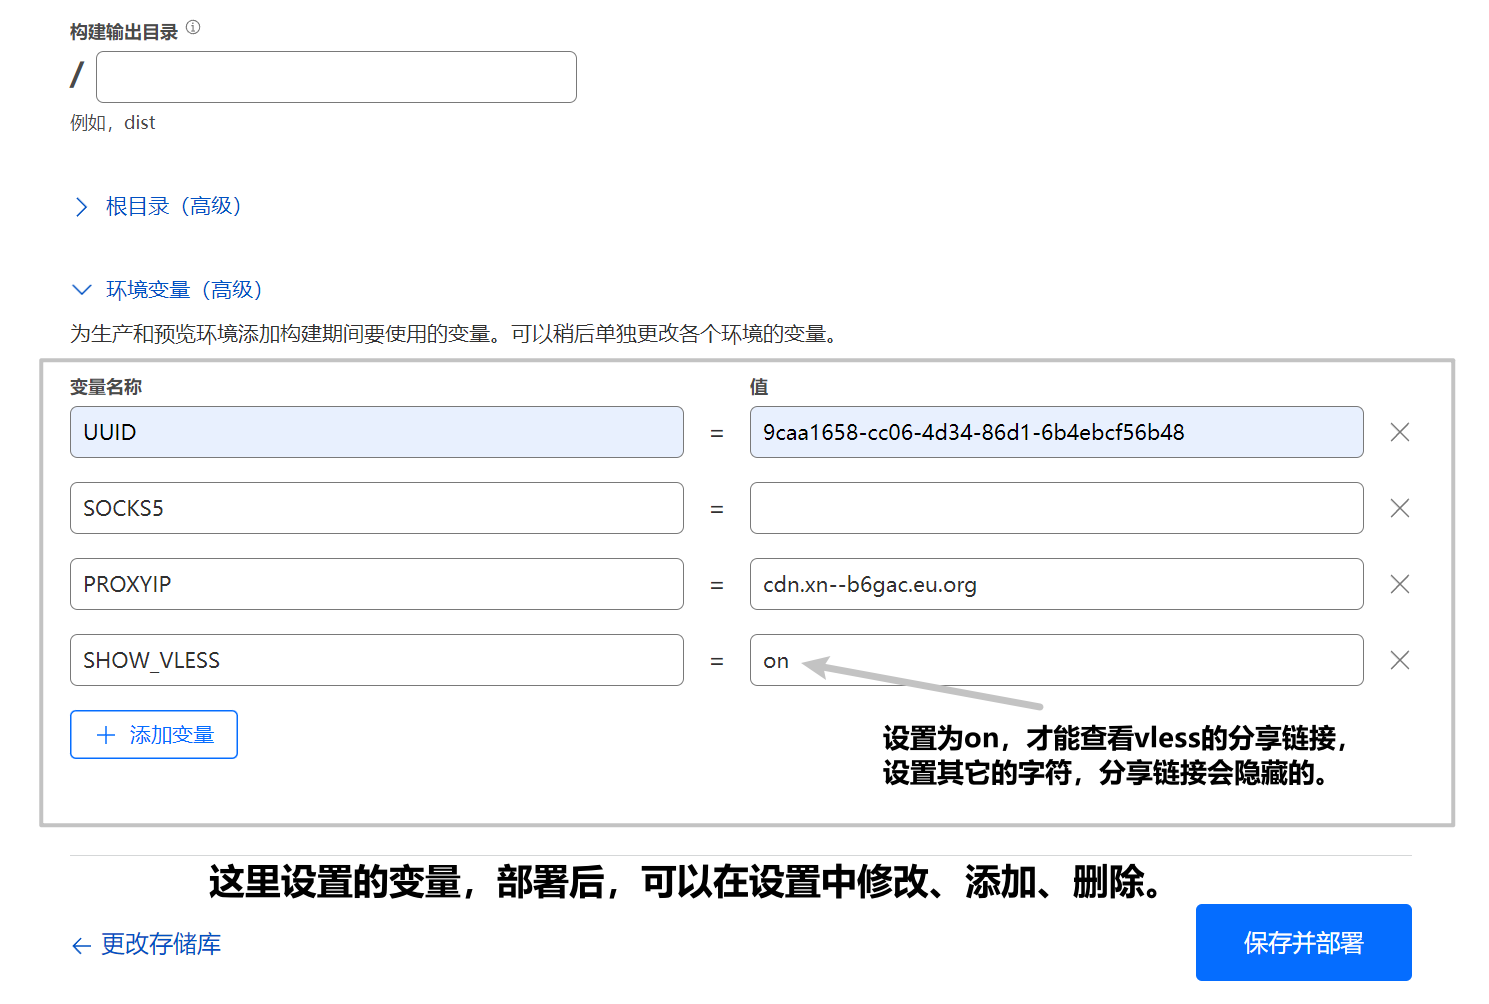 构建输出目录
/
例如，dist
根目录（高级）
环境变量（高级）
为生产和预览环境添加构建期间要使用的变量。可以稍后单独更改各个环境的变量。
变量名称 值
UUID = 9caa1658-cc06-4d34-86d1-6b4ebcf56b48
SOCKS5 =
PROXYIP = cdn.xn--b6gac.eu.org
SHOW_VLESS = on
添加变量
设置为on，才能查看vless的分享链接，
设置其它的字符，分享链接会隐藏的。
这里设置的变量，部署后，可以在设置中修改、添加、删除。
更改存储库
保存并部署